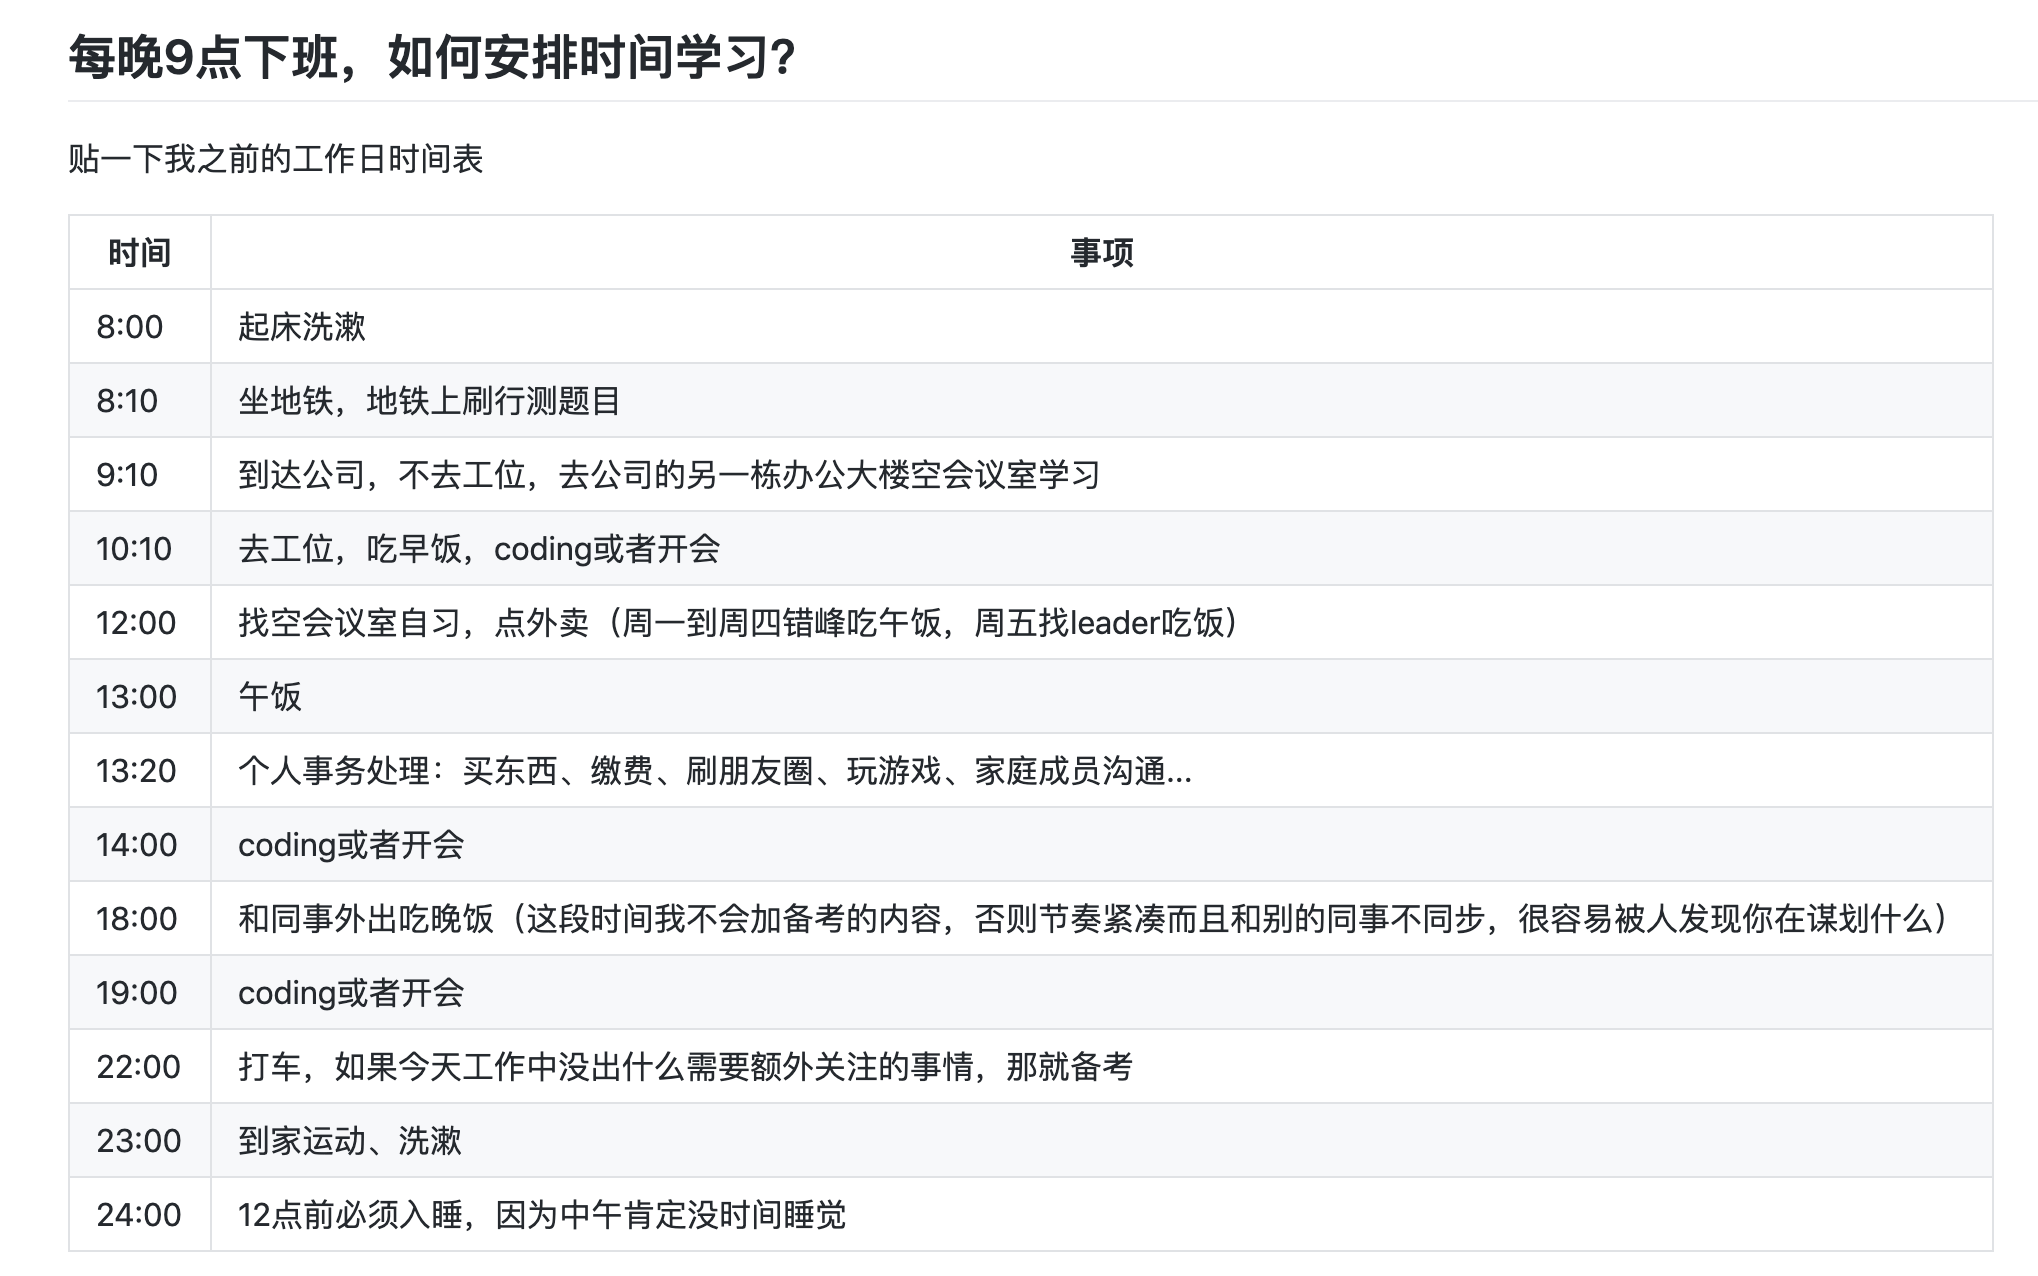 每晚9点下班，如何安排时间学习?
贴一下我之前的工作日时间表
时间 事项
8:00 起床洗漱
8:10 坐地铁，地铁上刷行测题目
9:10 到达公司，不去工位，去公司的另一栋办公大楼空会议室学习
10:10 去工位，吃早饭，coding或者开会
12:00 找空会议室自习，点外卖（周一到周四错峰吃午饭，周五找leader吃饭）
13:00 午饭
13:20 个人事务处理：买东西、缴费、刷朋友圈、玩游戏、家庭成员沟通...
14:00 coding或者开会
18:00 和同事外出吃晚饭（这段时间我不会加备考的内容，否则节奏紧凑而且和别的同事不同步，很容易被人发现你在谋划什么）
19:00 coding或者开会
22:00 打车，如果今天工作中没出什么需要额外关注的事情，那就备考
23:00 到家运动、洗漱
24:00 12点前必须入睡，因为中午肯定没时间睡觉